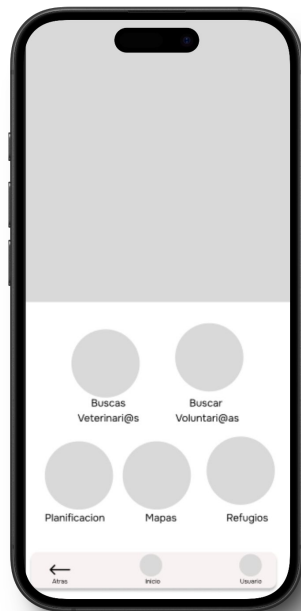 Buscas
Veterinari@s
Buscar
Voluntari@as
Planificacion
Mapas
Refugios
Atras
Inicio
Usuario